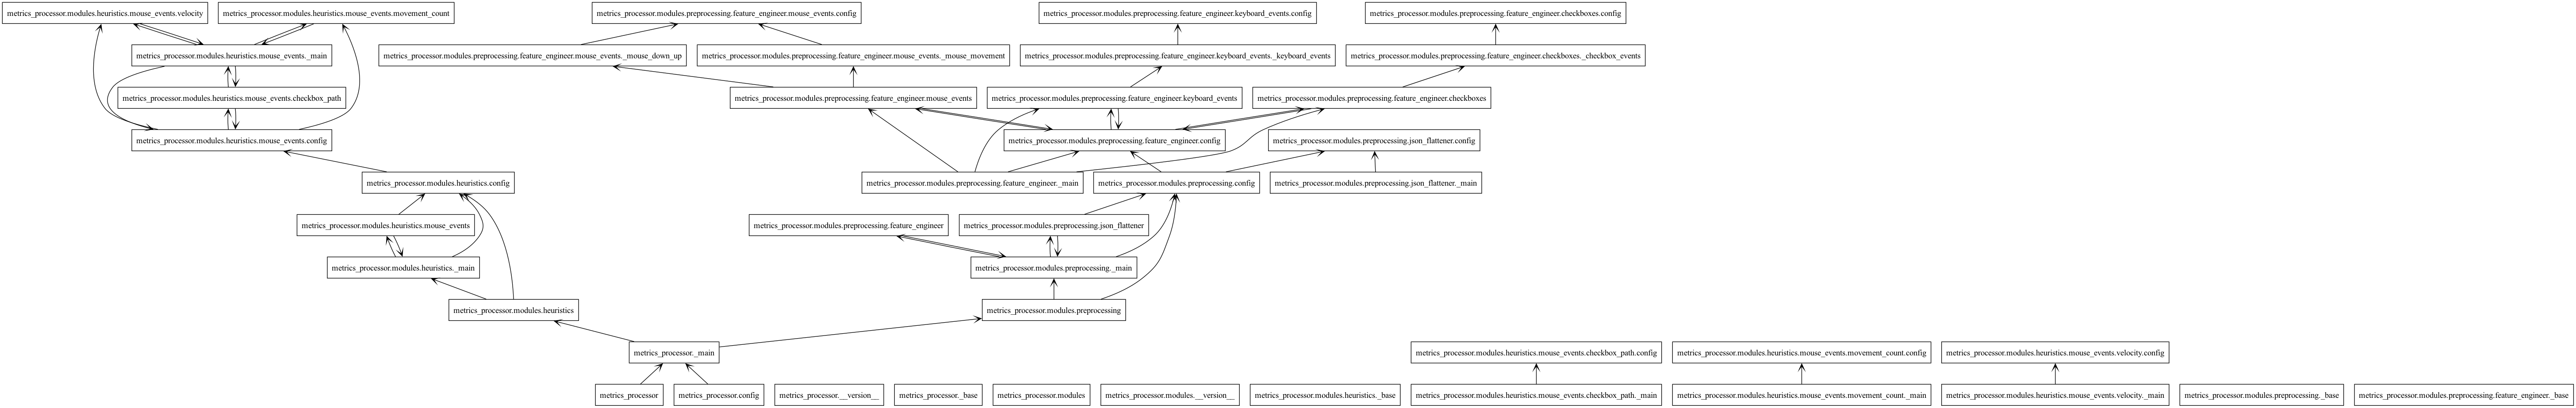 metrics_processor.modules.heuristics.mouse_events.velocity
metrics_processor.modules.heuristics.mouse_events.movement_count
metrics_processor.modules.preprocessing.feature_engineer.mouse_events.config
metrics_processor.modules.preprocessing.feature_engineer.keyboard_events.config
metrics_processor.modules.preprocessing.feature_engineer.checkboxes.config
metrics_processor.modules.heuristics.mouse_events._main
metrics_processor.modules.preprocessing.feature_engineer.mouse_events._mouse_down_up
metrics_processor.modules.preprocessing.feature_engineer.mouse_events._mouse_movement
metrics_processor.modules.preprocessing.feature_engineer.keyboard_events._keyboard_events
metrics_processor.modules.preprocessing.feature_engineer.checkboxes._checkbox_events
metrics_processor.modules.heuristics.mouse_events.checkbox_path
metrics_processor.modules.preprocessing.feature_engineer.mouse_events
metrics_processor.modules.preprocessing.feature_engineer.keyboard_events
metrics_processor.modules.preprocessing.feature_engineer.checkboxes
metrics_processor.modules.heuristics.mouse_events.config
metrics_processor.modules.preprocessing.feature_engineer.config
metrics_processor.modules.preprocessing.json_flattener.config
metrics_processor.modules.heuristics.config
metrics_processor.modules.preprocessing.feature_engineer._main
metrics_processor.modules.preprocessing.config
metrics_processor.modules.preprocessing.json_flattener._main
metrics_processor.modules.heuristics.mouse_events
metrics_processor.modules.preprocessing.feature_engineer
metrics_processor.modules.preprocessing.json_flattener
metrics_processor.modules.heuristics._main
metrics_processor.modules.preprocessing._main
metrics_processor.modules.heuristics
metrics_processor.modules.preprocessing
metrics_processor._main
metrics_processor.modules.heuristics.mouse_events.checkbox_path.config
metrics_processor.modules.heuristics.mouse_events.movement_count.config
metrics_processor.modules.heuristics.mouse_events.velocity.config
metrics_processor
metrics_processor.config
metrics_processor.__version__
metrics_processor._base
metrics_processor.modules
metrics_processor.modules.__version__
metrics_processor.modules.heuristics._base
metrics_processor.modules.heuristics.mouse_events.checkbox_path._main
metrics_processor.modules.heuristics.mouse_events.movement_count._main
metrics_processor.modules.heuristics.mouse_events.velocity._main
metrics_processor.modules.preprocessing._base
metrics_processor.modules.preprocessing.feature_engineer._base